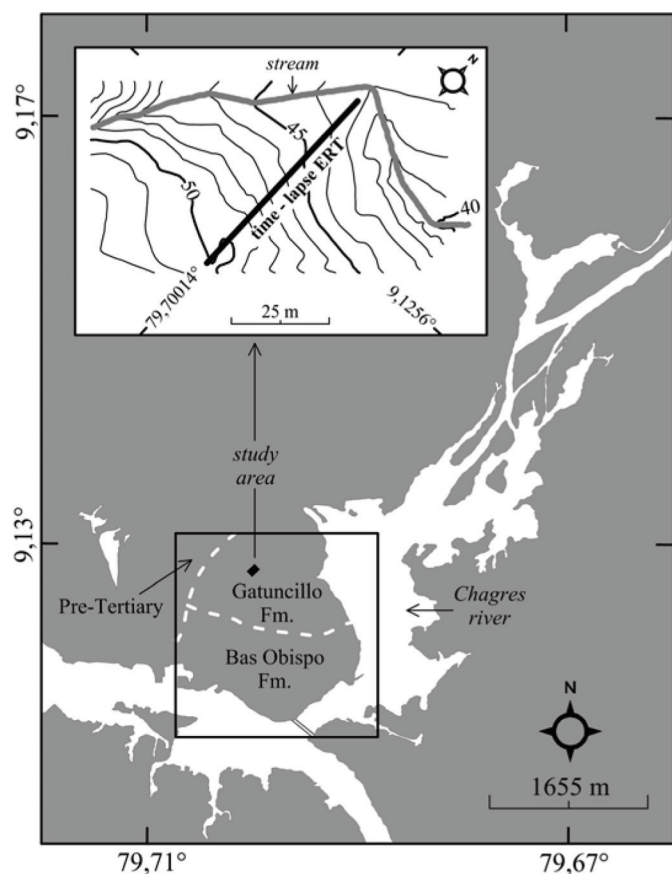 stream
N
9,17°
45
50
time - lapse ERT
40
79,70014°
25 m
9,1256°
study
area
9,13°
Pre-Tertiary
Gatuncillo
Fm.
Chagres
river
Bas Obispo
Fm.
N
1655 m
79,71°
79,67°